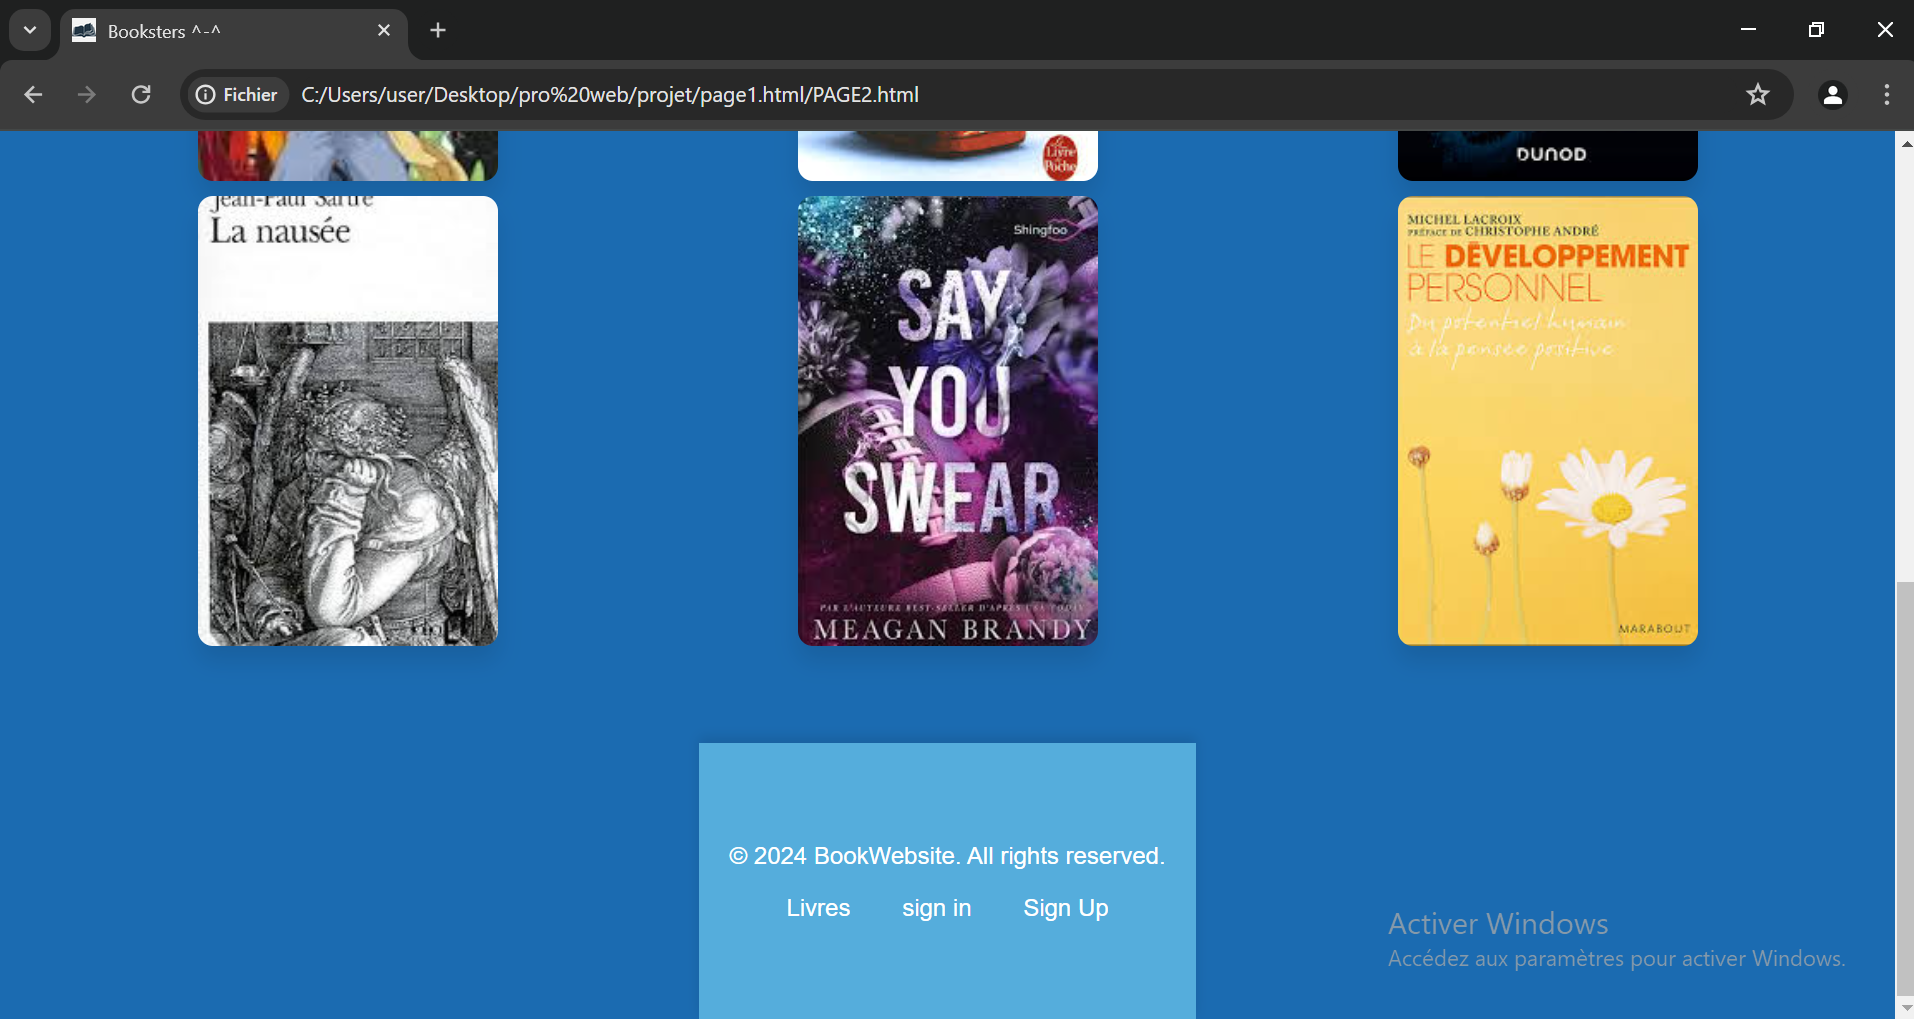 Booksters ^-^
Fichier
C:/Users/user/Desktop/pro%20web/projet/page1.html/PAGE2.html
Le Livre de Poche
DUNOD
Jean-Paul Sartre
La nausée
Shingfoo
SAY
YOU
SWEAR
PAR L'AUTEURE BEST-SELLER D'APRÈS USA TODAY
MEAGAN BRANDY
MICHEL LACROIX
PRÉFACE DE CHRISTOPHE ANDRÉ
LE DÉVELOPPEMENT
PERSONNEL
Du potentiel humain
à la pensée positive
MARABOUT
© 2024 BookWebsite. All rights reserved.
Livres sign in Sign Up
Activer Windows
Accédez aux paramètres pour activer Windows.